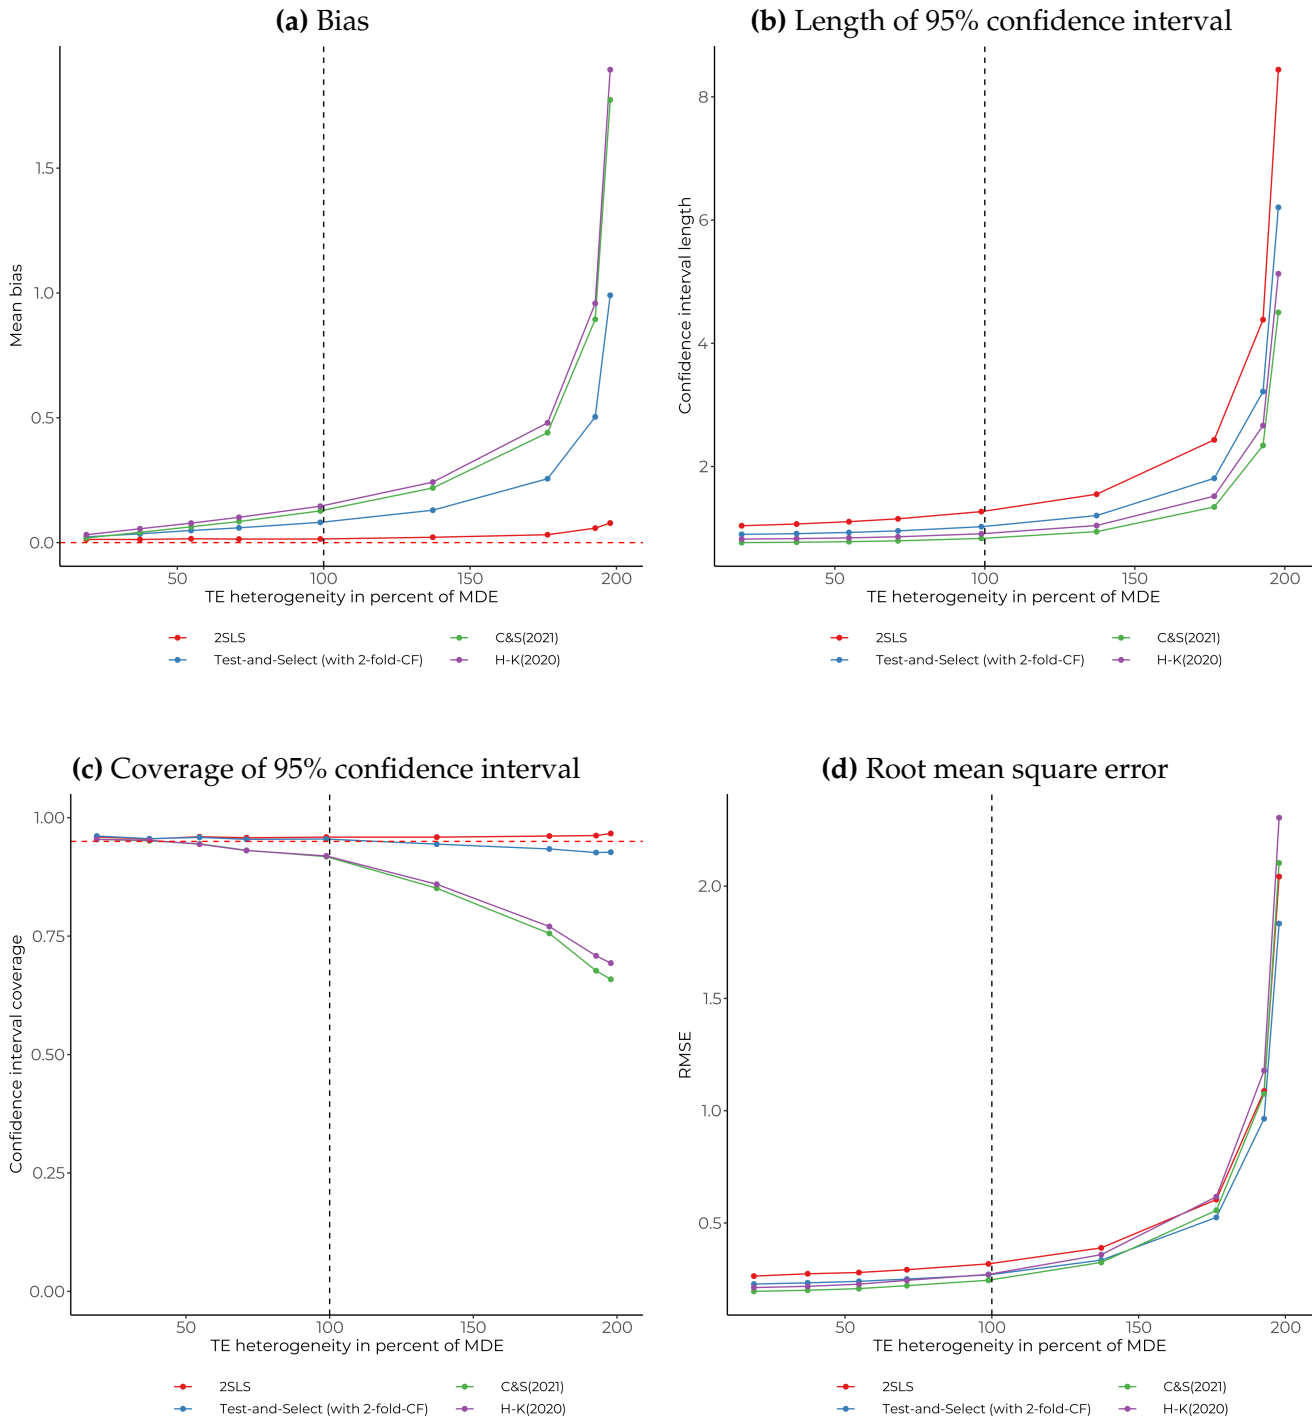 (a) Bias
Mean bias
1.5
1.0
0.5
0.0
50 100 150 200
TE heterogeneity in percent of MDE
2SLS C&S(2021)
Test-and-Select (with 2-fold-CF) H-K(2020)
(b) Length of 95% confidence interval
Confidence interval length
8
6
4
2
50 100 150 200
TE heterogeneity in percent of MDE
2SLS C&S(2021)
Test-and-Select (with 2-fold-CF) H-K(2020)
(c) Coverage of 95% confidence interval
Confidence interval coverage
1.00
0.75
0.50
0.25
0.00
50 100 150 200
TE heterogeneity in percent of MDE
2SLS C&S(2021)
Test-and-Select (with 2-fold-CF) H-K(2020)
(d) Root mean square error
RMSE
2.0
1.5
1.0
0.5
50 100 150 200
TE heterogeneity in percent of MDE
2SLS C&S(2021)
Test-and-Select (with 2-fold-CF) H-K(2020)